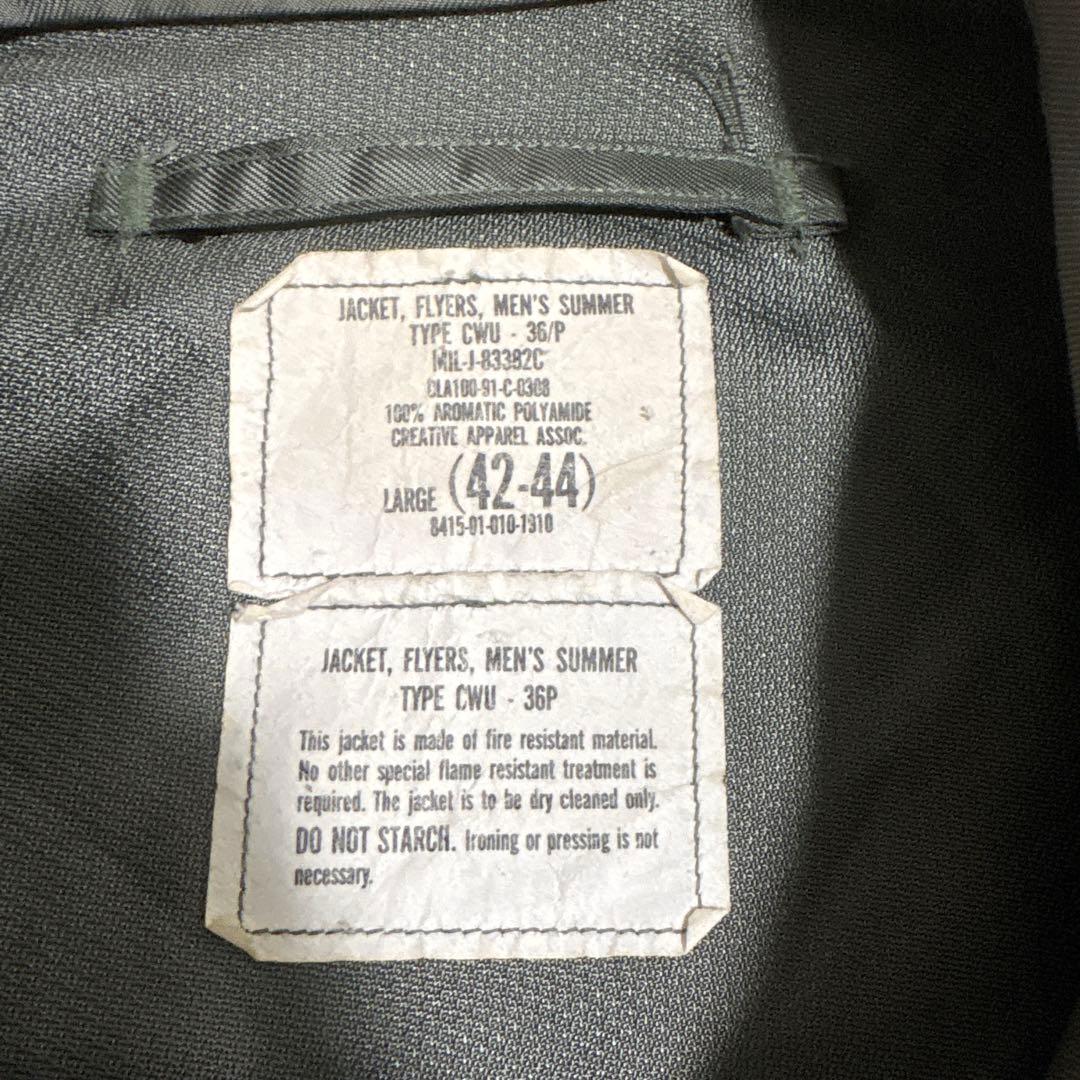 JACKET, FLYERS, MEN'S SUMMER
TYPE CWU - 36/P
MIL-J-83382C
DLA100-91-C-0308
100% AROMATIC POLYAMIDE
CREATIVE APPAREL ASSOC.
LARGE (42-44)
8415-01-010-1910
JACKET, FLYERS, MEN'S SUMMER
TYPE CWU - 36P
This jacket is made of fire resistant material.
No other special flame resistant treatment is
required. The jacket is to be dry cleaned only.
DO NOT STARCH. Ironing or pressing is not
necessary.